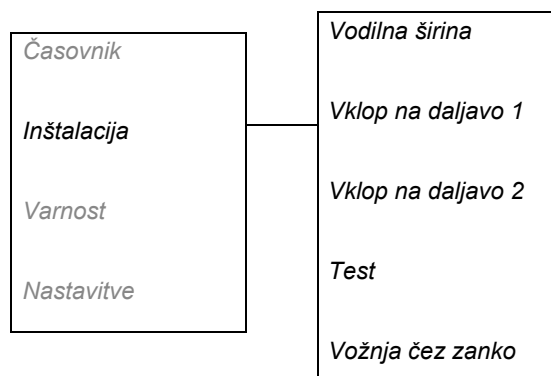 Časovnik
Inštalacija
Varnost
Nastavitve
Vodilna širina
Vklop na daljavo 1
Vklop na daljavo 2
Test
Vožnja čez zanko